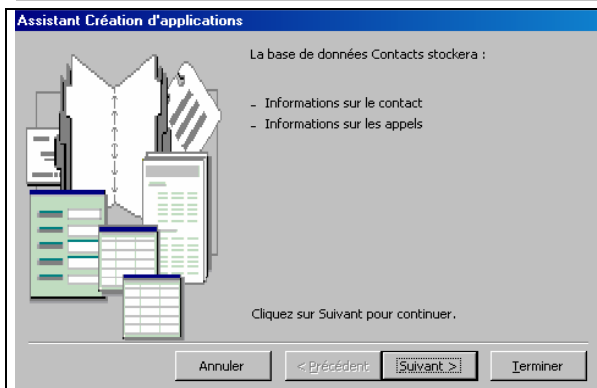 Assistant Création d'applications
La base de données Contacts stockera :
- Informations sur le contact
- Informations sur les appels
Cliquez sur Suivant pour continuer.
Annuler
< Précédent
Suivant >
Terminer